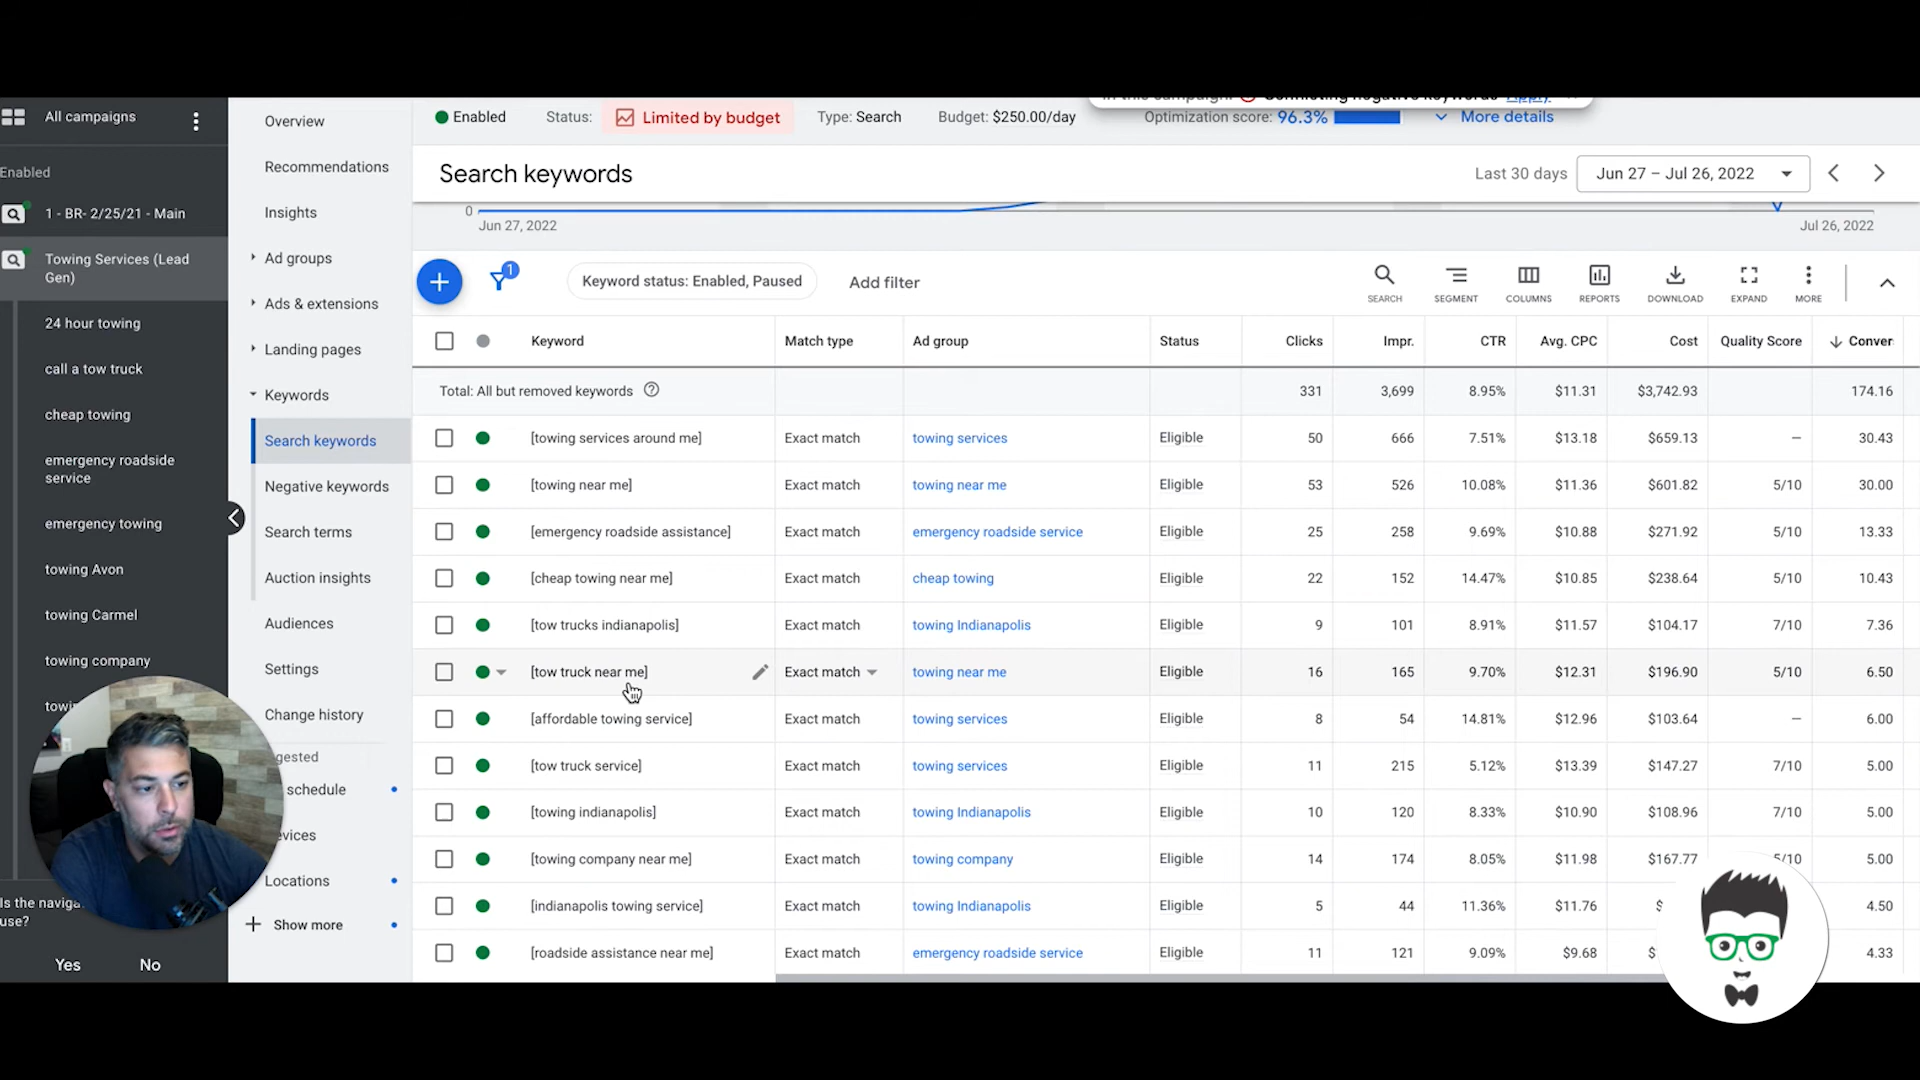 All campaigns
Enabled
1 - BR- 2/25/21 - Main
Towing Services (Lead
Gen)
24 hour towing
call a tow truck
cheap towing
emergency roadside
service
emergency towing
towing Avon
towing Carmel
towing company
Is the
use?
Yes No
Overview
Recommendations
Insights
Ad groups
Ads & extensions
Landing pages
Keywords
Search keywords
Negative keywords
Search terms
Auction insights
Audiences
Settings
Change history
schedule
Locations
Show more
In this campaign: Conflicting negative keywords Apply
Enabled Status: Limited by budget Type: Search Budget: $250.00/day Optimization score: 96.3% More details
Search keywords Last 30 days Jun 27 – Jul 26, 2022
0
Jun 27, 2022 Jul 26, 2022
+ 1 Keyword status: Enabled, Paused Add filter
SEARCH SEGMENT COLUMNS REPORTS DOWNLOAD EXPAND MORE
Keyword Match type Ad group Status Clicks Impr. CTR Avg. CPC Cost Quality Score Conver
Total: All but removed keywords 331 3,699 8.95% $11.31 $3,742.93 174.16
[towing services around me] Exact match towing services Eligible 50 666 7.51% $13.18 $659.13 – 30.43
[towing near me] Exact match towing near me Eligible 53 526 10.08% $11.36 $601.82 5/10 30.00
[emergency roadside assistance] Exact match emergency roadside service Eligible 25 258 9.69% $10.88 $271.92 5/10 13.33
[cheap towing near me] Exact match cheap towing Eligible 22 152 14.47% $10.85 $238.64 5/10 10.43
[tow trucks indianapolis] Exact match towing Indianapolis Eligible 9 101 8.91% $11.57 $104.17 7/10 7.36
[tow truck near me] Exact match towing near me Eligible 16 165 9.70% $12.31 $196.90 5/10 6.50
[affordable towing service] Exact match towing services Eligible 8 54 14.81% $12.96 $103.64 – 6.00
[tow truck service] Exact match towing services Eligible 11 215 5.12% $13.39 $147.27 7/10 5.00
[towing indianapolis] Exact match towing Indianapolis Eligible 10 120 8.33% $10.90 $108.96 7/10 5.00
[towing company near me] Exact match towing company Eligible 14 174 8.05% $11.98 $167.77 5/10 5.00
[indianapolis towing service] Exact match towing Indianapolis Eligible 5 44 11.36% $11.76 $ 4.50
[roadside assistance near me] Exact match emergency roadside service Eligible 11 121 9.09% $9.68 $ 4.33